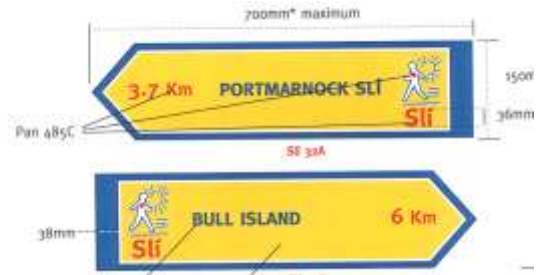 700mm* maximum
3.7 Km PORTMARNOCK SLÍ
Slí
150m
36mm
Pan 485C
SE 32A
BULL ISLAND 6 Km
Slí
38mm